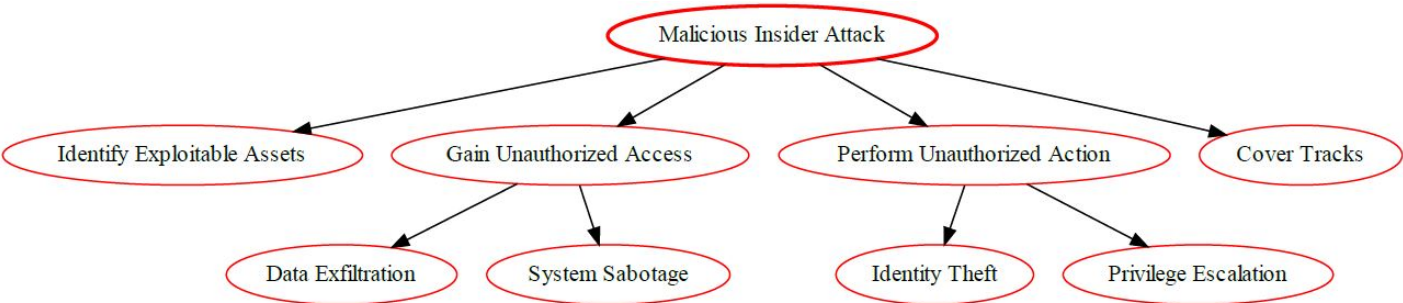 Malicious Insider Attack
Identify Exploitable Assets
Gain Unauthorized Access
Perform Unauthorized Action
Cover Tracks
Data Exfiltration
System Sabotage
Identity Theft
Privilege Escalation